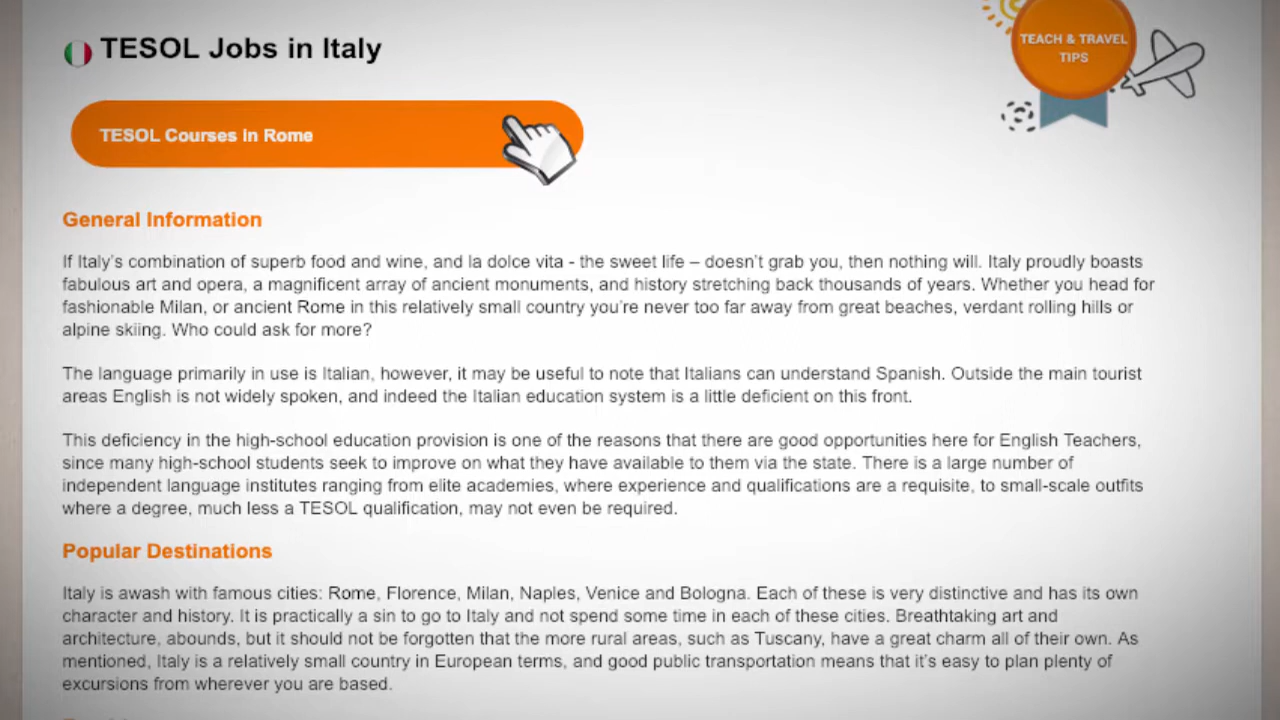 TESOL Jobs in Italy
TEACH & TRAVEL
TIPS
TESOL Courses in Rome
General Information
If Italy's combination of superb food and wine, and la dolce vita - the sweet life – doesn't grab you, then nothing will. Italy proudly boasts
fabulous art and opera, a magnificent array of ancient monuments, and history stretching back thousands of years. Whether you head for
fashionable Milan, or ancient Rome in this relatively small country you're never too far away from great beaches, verdant rolling hills or
alpine skiing. Who could ask for more?
The language primarily in use is Italian, however, it may be useful to note that Italians can understand Spanish. Outside the main tourist
areas English is not widely spoken, and indeed the Italian education system is a little deficient on this front.
This deficiency in the high-school education provision is one of the reasons that there are good opportunities here for English Teachers,
since many high-school students seek to improve on what they have available to them via the state. There is a large number of
independent language institutes ranging from elite academies, where experience and qualifications are a requisite, to small-scale outfits
where a degree, much less a TESOL qualification, may not even be required.
Popular Destinations
Italy is awash with famous cities: Rome, Florence, Milan, Naples, Venice and Bologna. Each of these is very distinctive and has its own
character and history. It is practically a sin to go to Italy and not spend some time in each of these cities. Breathtaking art and
architecture, abounds, but it should not be forgotten that the more rural areas, such as Tuscany, have a great charm all of their own. As
mentioned, Italy is a relatively small country in European terms, and good public transportation means that it's easy to plan plenty of
excursions from wherever you are based.